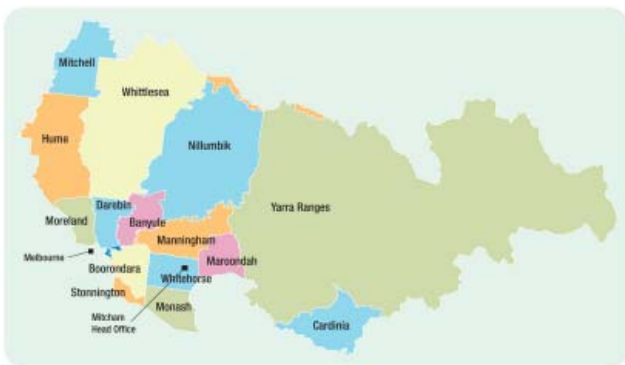 Mitchell
Whittlesea
Hume
Nillumbik
Yarra Ranges
Darebin
Moreland
Banyule
Manningham
Melbourne
Maroondah
Boorondara
Whitehorse
Stonnington
Monash
Mitcham
Head Office
Cardinia